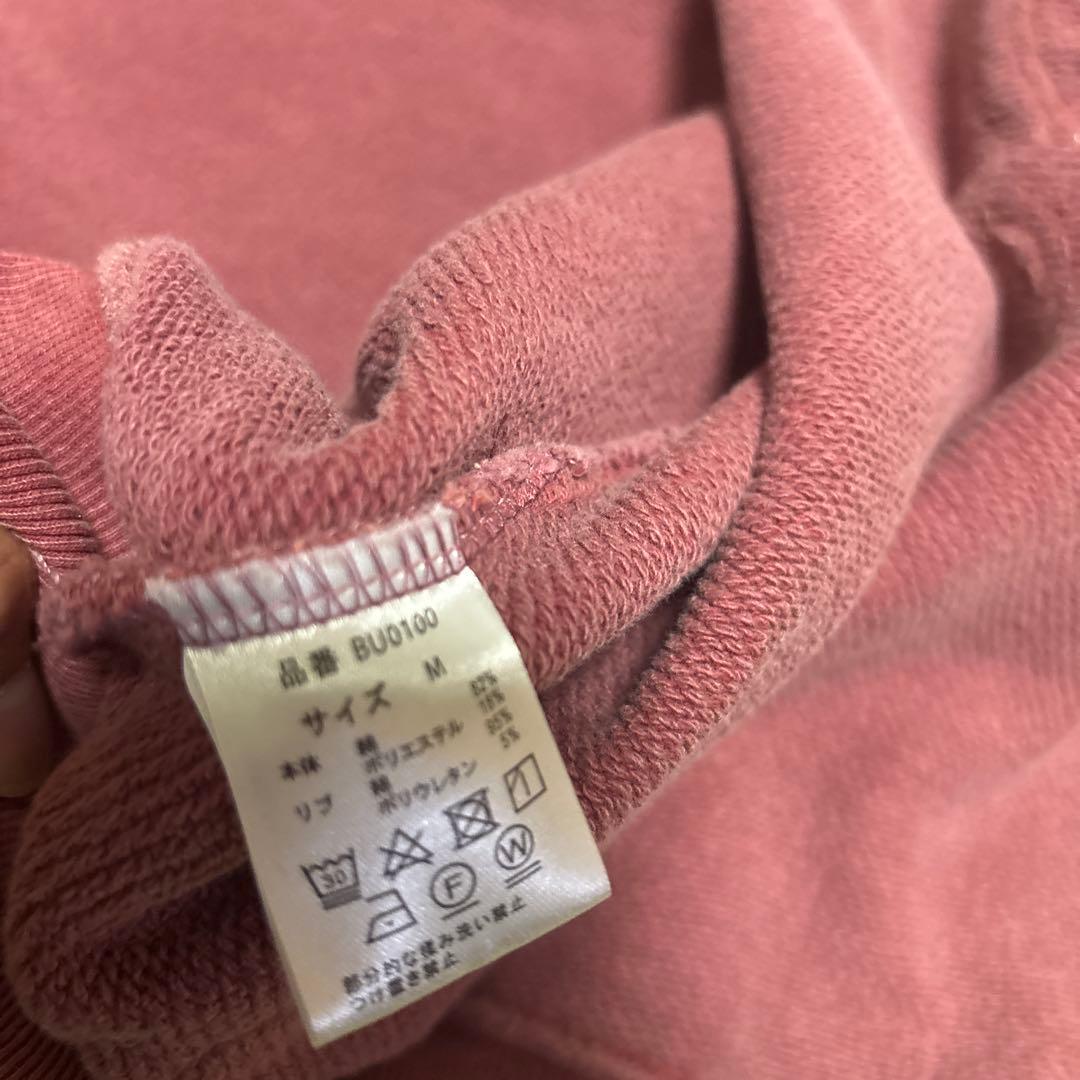 品番 BU0100
サイズ M
本体 綿
ポリエステル
リブ 綿 95%
ポリウレタン 5%
30
F W
部分的な揉み洗い禁止
つけ置き禁止